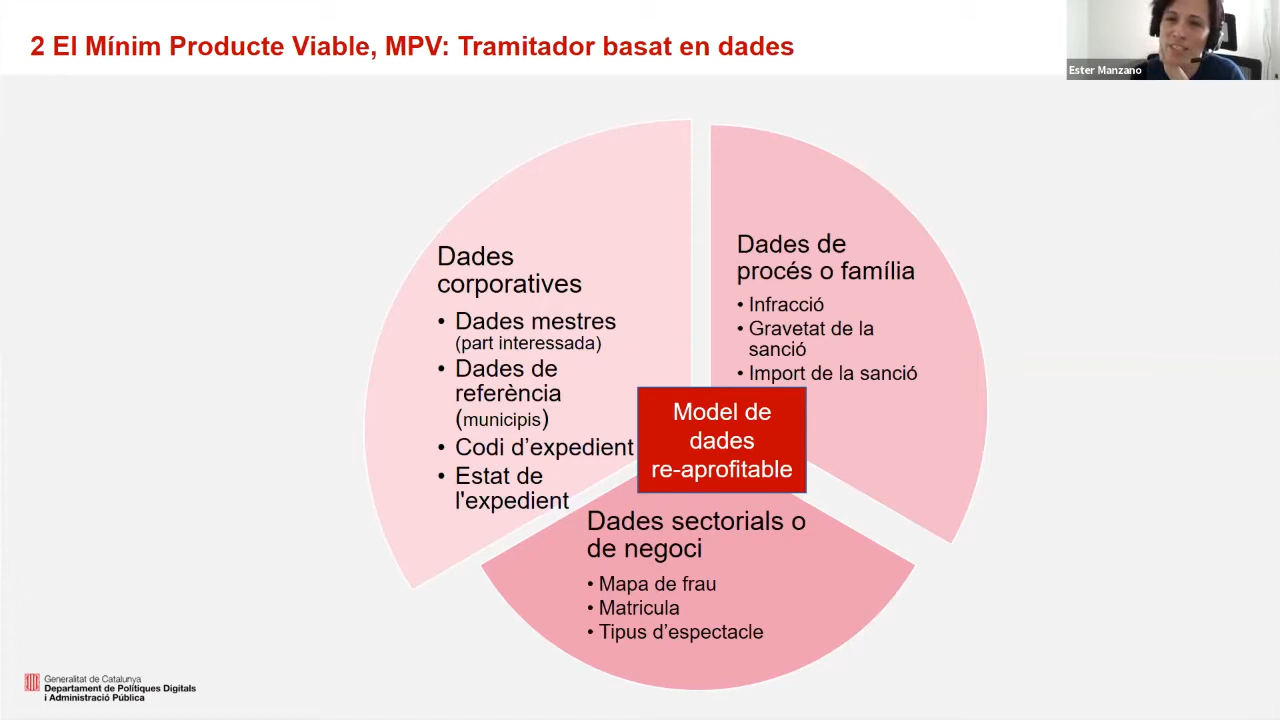 2 El Mínim Producte Viable, MPV: Tramitador basat en dades
Ester Manzano
Dades
corporatives
• Dades mestres
(part interessada)
• Dades de
referència
(municipis)
• Codi d’expedient
• Estat de
l'expedient
Dades de
procés o família
• Infracció
• Gravetat de la
sanció
• Import de la sanció
Model de
dades
re-aprofitable
Dades sectorials o
de negoci
• Mapa de frau
• Matricula
• Tipus d’espectacle
Generalitat de Catalunya
Departament de Polítiques Digitals
i Administració Pública